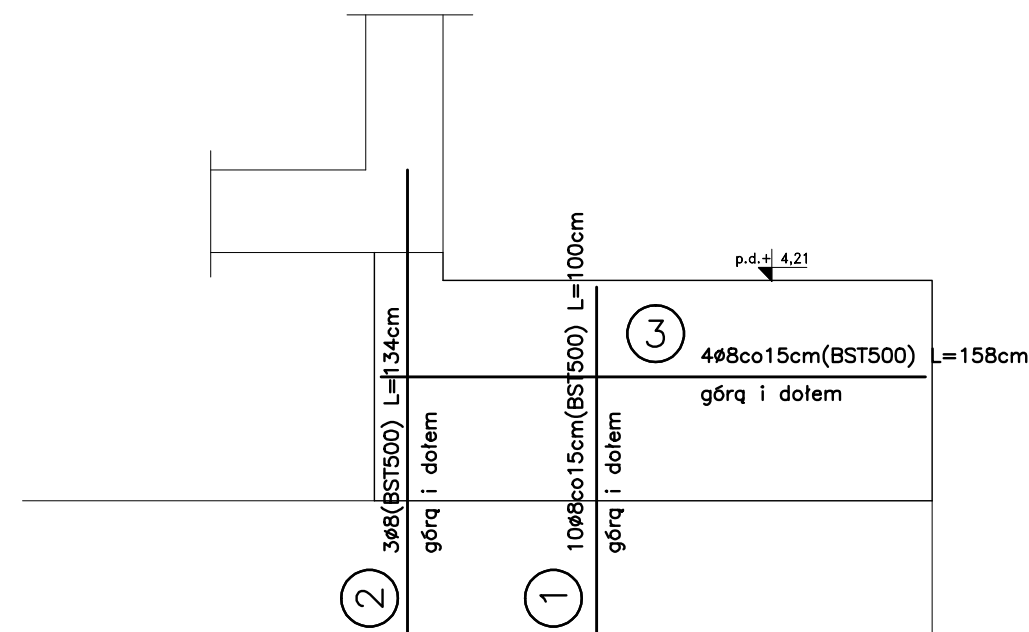 p.d.+ 4,21
3
4ø8co15cm(BST500) L=158cm
górą i dołem
3ø8(BST500) L=134cm
górą i dołem
2
10ø8co15cm(BST500) L=100cm
górą i dołem
1